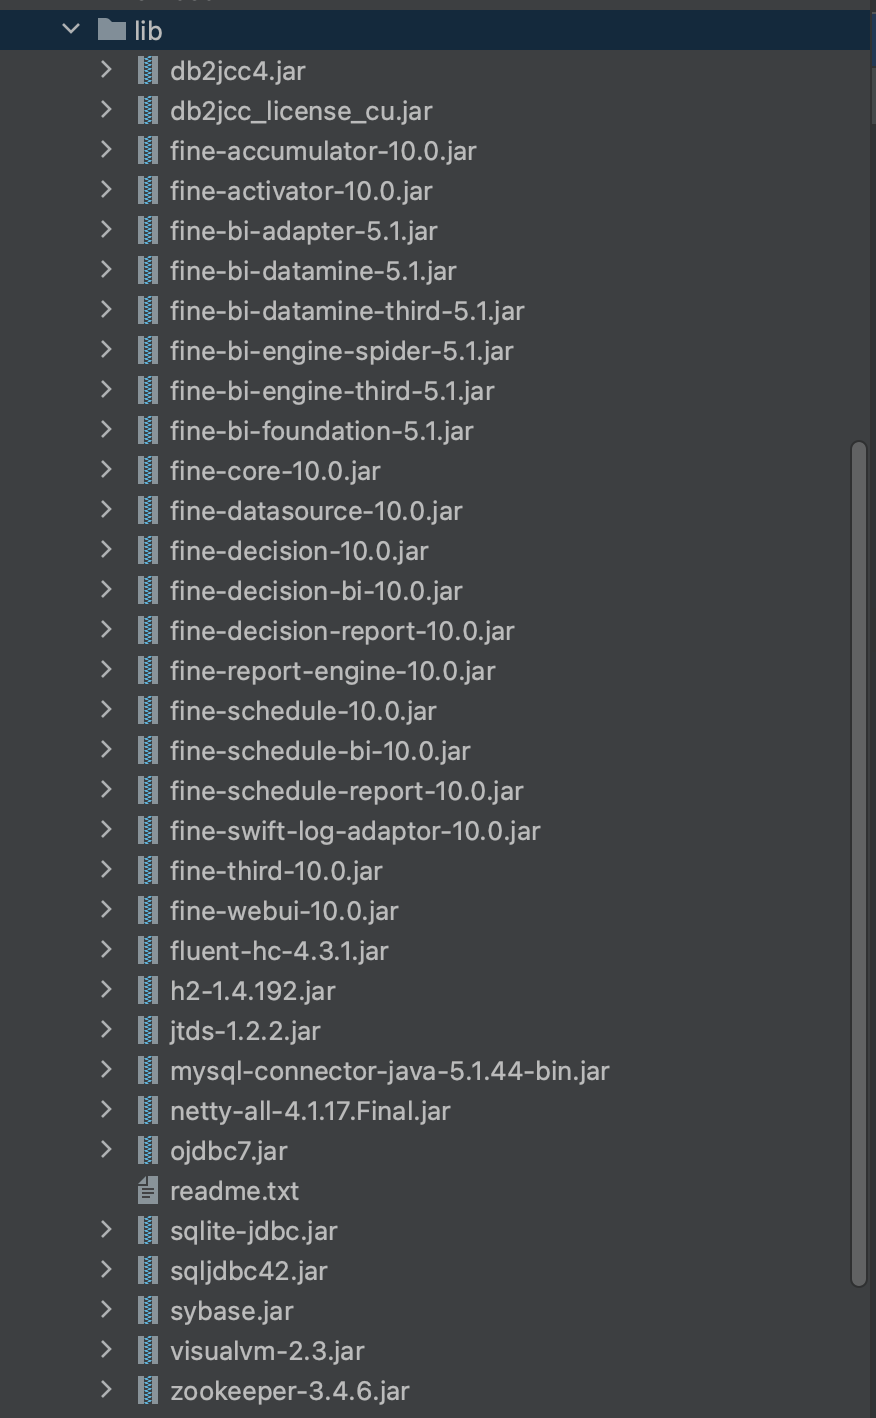 lib
db2jcc4.jar
db2jcc_license_cu.jar
fine-accumulator-10.0.jar
fine-activator-10.0.jar
fine-bi-adapter-5.1.jar
fine-bi-datamine-5.1.jar
fine-bi-datamine-third-5.1.jar
fine-bi-engine-spider-5.1.jar
fine-bi-engine-third-5.1.jar
fine-bi-foundation-5.1.jar
fine-core-10.0.jar
fine-datasource-10.0.jar
fine-decision-10.0.jar
fine-decision-bi-10.0.jar
fine-decision-report-10.0.jar
fine-report-engine-10.0.jar
fine-schedule-10.0.jar
fine-schedule-bi-10.0.jar
fine-schedule-report-10.0.jar
fine-swift-log-adaptor-10.0.jar
fine-third-10.0.jar
fine-webui-10.0.jar
fluent-hc-4.3.1.jar
h2-1.4.192.jar
jtds-1.2.2.jar
mysql-connector-java-5.1.44-bin.jar
netty-all-4.1.17.Final.jar
ojdbc7.jar
readme.txt
sqlite-jdbc.jar
sqljdbc42.jar
sybase.jar
visualvm-2.3.jar
zookeeper-3.4.6.jar